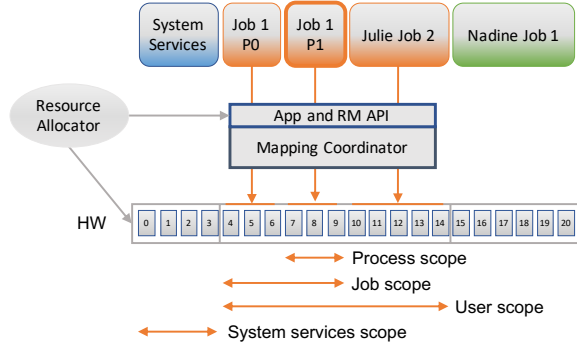 System
Services
Job 1
P0
Job 1
P1
Julie Job 2
Nadine Job 1
Resource
Allocator
App and RM API
Mapping Coordinator
HW
0 1 2 3 4 5 6 7 8 9 10 11 12 13 14 15 16 17 18 19 20
Process scope
Job scope
User scope
System services scope